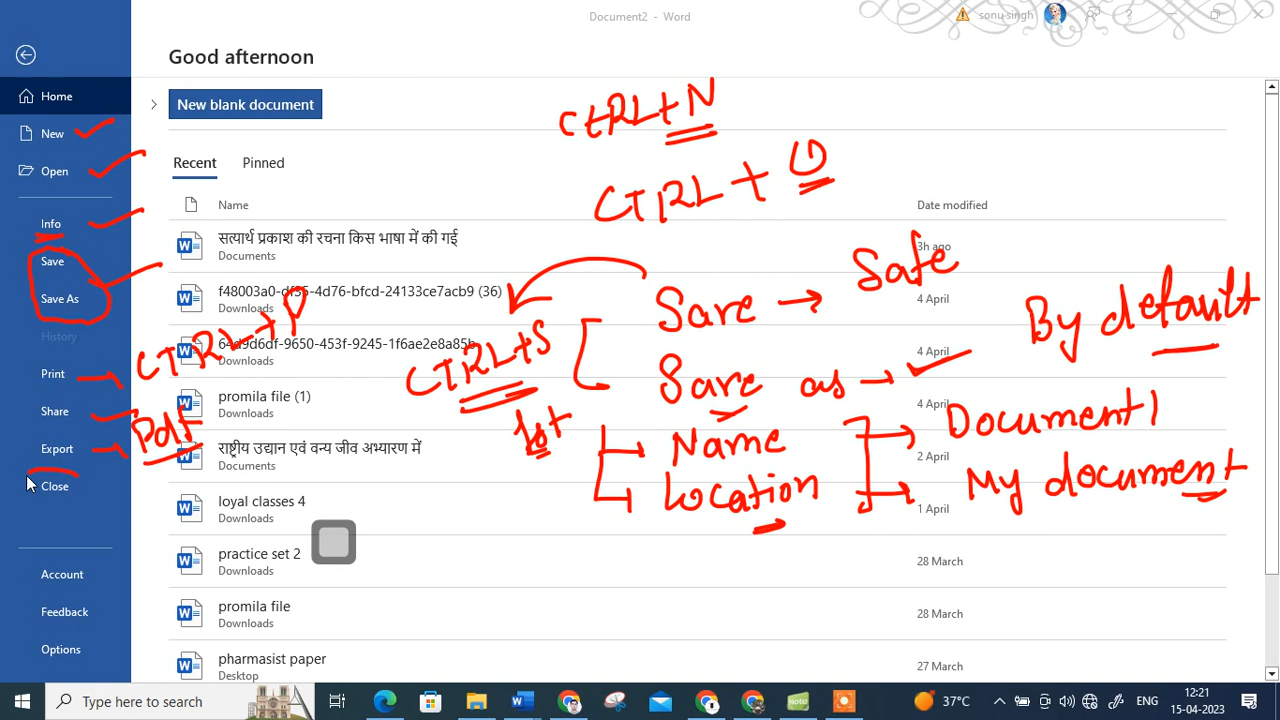 Document2 - Word
sonu singh
?
Good afternoon
Home
New blank document
CTRL+N
New
Open
Recent Pinned
CTRL + O
Name Date modified
Info
Save
Save As
History
Print
Share
Export
Close
Account
Feedback
Options
सत्यार्थ प्रकाश की रचना किस भाषा में की गई
Documents
3h ago
f48003a0-df35-4d76-bfcd-24133ce7acb9 (36)
Downloads
4 April
64d9d6df-9650-453f-9245-1f6ae2e8a85b
Downloads
4 April
promila file (1)
Downloads
4 April
राष्ट्रीय उद्यान एवं वन्य जीव अभ्यारण में
Documents
2 April
loyal classes 4
Downloads
1 April
practice set 2
Downloads
28 March
promila file
Downloads
28 March
pharmasist paper
Desktop
27 March
Save → Safe
CTRL+P
CTRL+S
Save as → By default
1st
Name Document1
Location My document
Pdf
Type here to search
37°C
ENG
12:21
15-04-2023